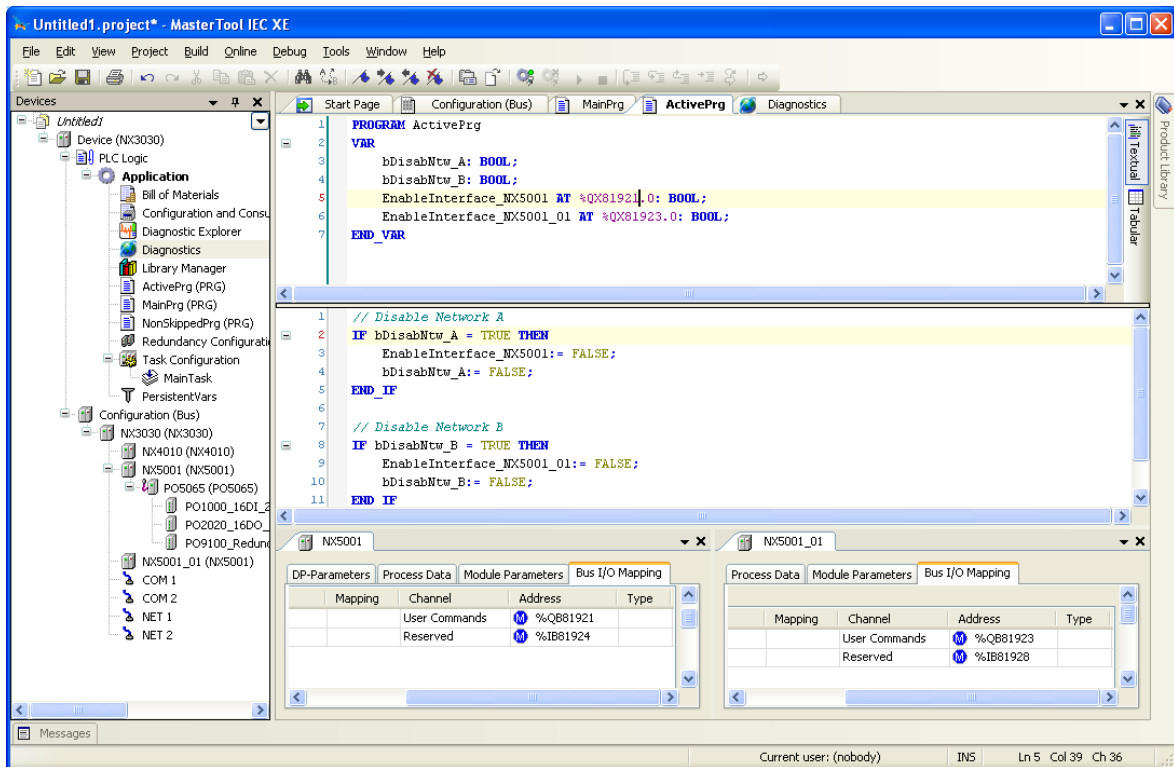 Untitled1.project* - MasterTool IEC XE
File Edit View Project Build Online Debug Tools Window Help
Devices
Untitled1
Device (NX3030)
PLC Logic
Application
Bill of Materials
Configuration and Consu
Diagnostic Explorer
Diagnostics
Library Manager
ActivePrg (PRG)
MainPrg (PRG)
NonSkippedPrg (PRG)
Redundancy Configurati
Task Configuration
MainTask
PersistentVars
Configuration (Bus)
NX3030 (NX3030)
NX4010 (NX4010)
NX5001 (NX5001)
PO5065 (PO5065)
PO1000_16DI_2
PO2020_16DO_
PO9100_Redund
NX5001_01 (NX5001)
COM 1
COM 2
NET 1
NET 2
Start Page Configuration (Bus) MainPrg ActivePrg Diagnostics
1 PROGRAM ActivePrg
2 VAR
3 bDisabNtw_A: BOOL;
4 bDisabNtw_B: BOOL;
5 EnableInterface_NX5001 AT %QX81921.0: BOOL;
6 EnableInterface_NX5001_01 AT %QX81923.0: BOOL;
7 END_VAR
Textual
Tabular
Product Library
1 // Disable Network A
2 IF bDisabNtw_A = TRUE THEN
3 EnableInterface_NX5001:= FALSE;
4 bDisabNtw_A:= FALSE;
5 END_IF
6
7 // Disable Network B
8 IF bDisabNtw_B = TRUE THEN
9 EnableInterface_NX5001_01:= FALSE;
10 bDisabNtw_B:= FALSE;
11 END_IF
NX5001
DP-Parameters Process Data Module Parameters Bus I/O Mapping
Mapping Channel Address Type
User Commands %QB81921
Reserved %IB81924
NX5001_01
Process Data Module Parameters Bus I/O Mapping
Mapping Channel Address Type
User Commands %QB81923
Reserved %IB81928
Messages
Current user: (nobody) INS Ln 5 Col 39 Ch 36